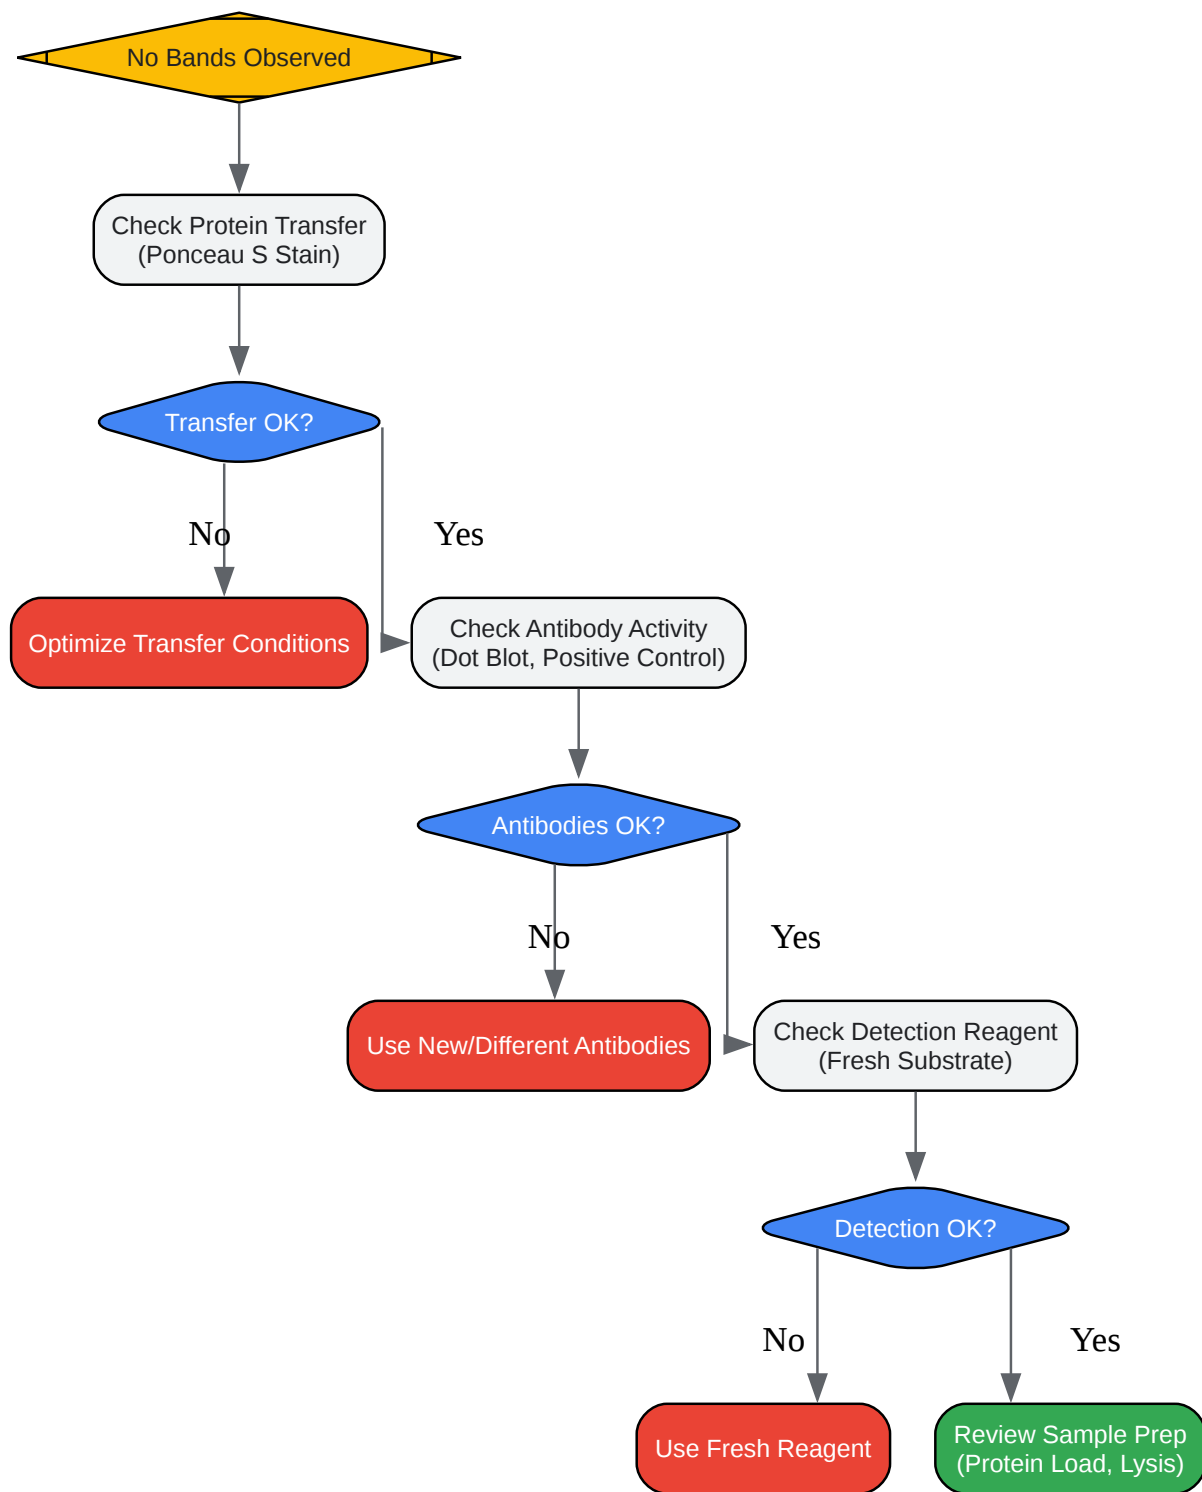 No Bands Observed
Check Protein Transfer
(Ponceau S Stain)
Transfer OK?
No
Yes
Optimize Transfer Conditions
Check Antibody Activity
(Dot Blot, Positive Control)
Antibodies OK?
No
Yes
Use New/Different Antibodies
Check Detection Reagent
(Fresh Substrate)
Detection OK?
No
Yes
Use Fresh Reagent
Review Sample Prep
(Protein Load, Lysis)